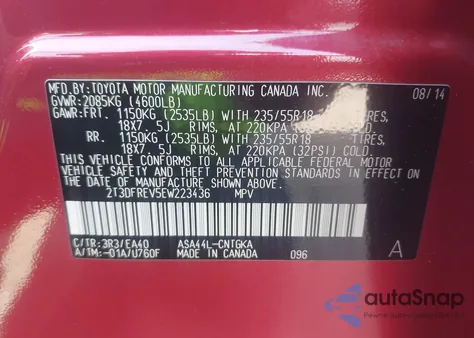 MFD.BY: TOYOTA MOTOR MANUFACTURING CANADA INC. 08/14
GVWR: 2085KG (4600LB)
GAWR:FRT. 1150KG (2535LB) WITH 235/55R18 TIRES,
18X7. 5J RIMS, AT 220KPA (32PSI) COLD
RR. 1150KG (2535LB) WITH 235/55R18 TIRES,
18X7. 5J RIMS, AT 220KPA (32PSI) COLD
THIS VEHICLE CONFORMS TO ALL APPLICABLE FEDERAL MOTOR
VEHICLE SAFETY STANDARDS IN EFFECT ON THE DATE OF
MANUFACTURE SHOWN ABOVE.
2T3DFREV5EW223436 MPV
C/TR: 3R3/EA40 ASA44L-CNTGKA A
A/TM: -01A/U760F MADE IN CANADA 096
autoSnap